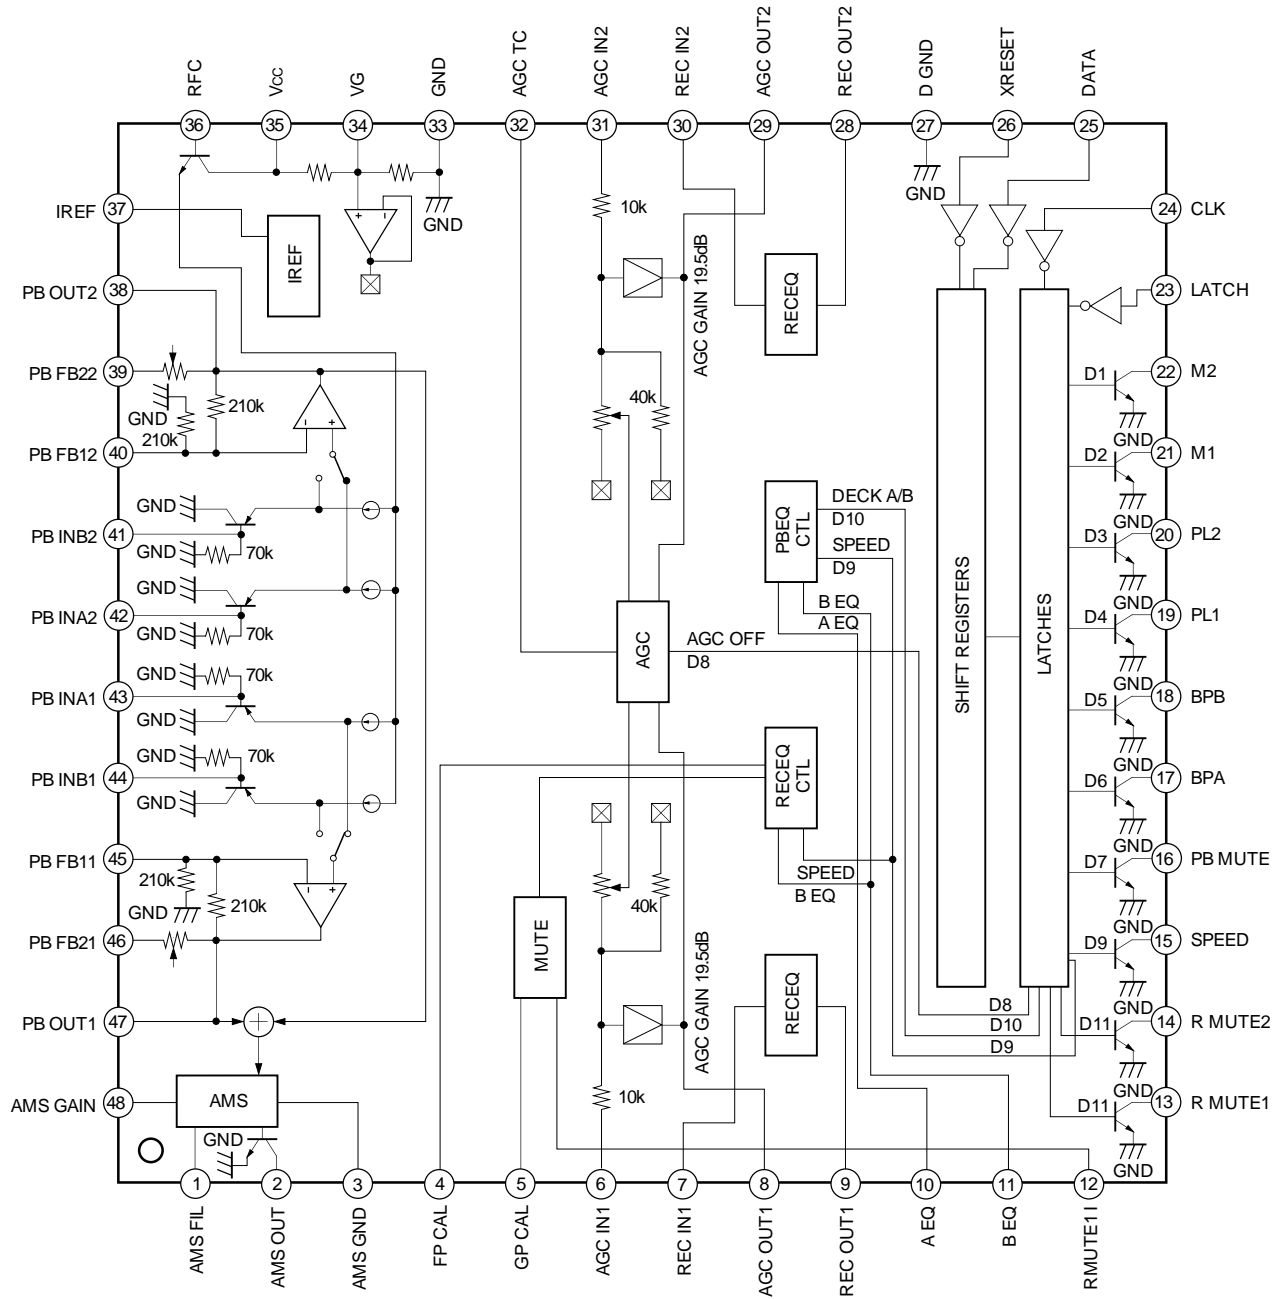 RFC
Vcc
VG
GND
AGC TC
AGC IN2
REC IN2
AGC OUT2
REC OUT2
D GND
XRESET
DATA
36
35
34
33
32
31
30
29
28
27
26
25
GND
GND
IREF
37
IREF
10k
AGC GAIN 19.5dB
RECEQ
24
CLK
PB OUT2
38
23
LATCH
PB FB22
39
GND
210k
210k
40k
D1
22
M2
GND
PB FB12
40
D2
21
M1
GND
GND
PB INB2
41
GND
70k
PBEQ
CTL
DECK A/B
D10
SPEED
D9
B EQ
A EQ
D3
20
PL2
GND
GND
PB INA2
42
GND
70k
AGC
AGC OFF
D8
SHIFT REGISTERS
LATCHES
D4
19
PL1
GND
GND
70k
PB INA1
43
GND
D5
18
BPB
GND
GND
70k
PB INB1
44
GND
RECEQ
CTL
D6
17
BPA
GND
PB FB11
45
210k
GND
210k
40k
SPEED
B EQ
D7
16
PB MUTE
GND
PB FB21
46
MUTE
AGC GAIN 19.5dB
RECEQ
D9
15
SPEED
GND
PB OUT1
47
D8
D10
D9
D11
14
R MUTE2
GND
AMS GAIN
48
AMS
GND
10k
D11
13
R MUTE1
GND
1
2
3
4
5
6
7
8
9
10
11
12
AMS FIL
AMS OUT
AMS GND
FP CAL
GP CAL
AGC IN1
REC IN1
AGC OUT1
REC OUT1
A EQ
B EQ
RMUTE1 I